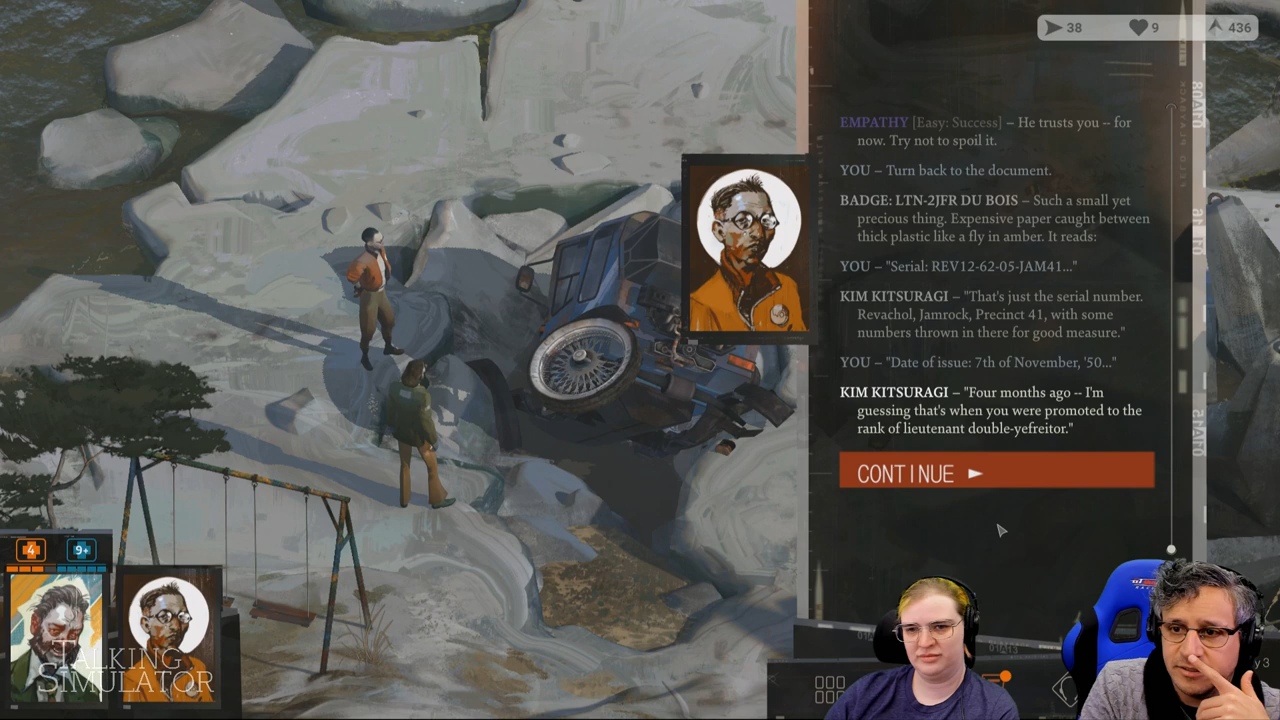 38 9 436
EMPATHY [Easy: Success] – He trusts you – for
now. Try not to spoil it.
YOU – Turn back to the document.
BADGE: LTN-2JFR DU BOIS – Such a small yet
precious thing. Expensive paper caught between
thick plastic like a fly in amber. It reads:
YOU – "Serial: REV12-62-05-JAM41..."
KIM KITSURAGI – "That's just the serial number.
Revachol, Jamrock, Precinct 41, with some
numbers thrown in there for good measure."
YOU – "Date of issue: 7th of November, '50..."
KIM KITSURAGI – "Four months ago -- I'm
guessing that's when you were promoted to the
rank of lieutenant double-yefreitor."
CONTINUE
4 9+
TALKING
SIMULATOR